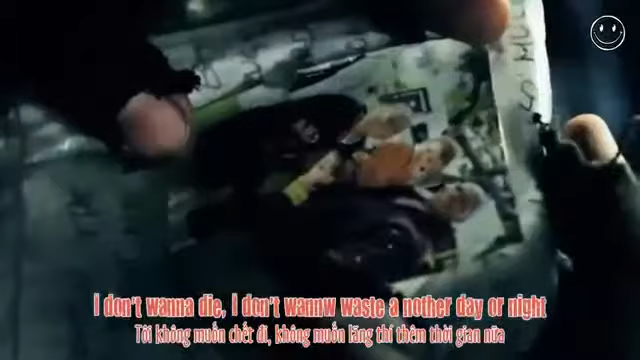 I don't wanna die, I don't wannw waste a nother day or night
Tôi không muốn chết đi, không muốn lãng thí thêm thời gian nữa